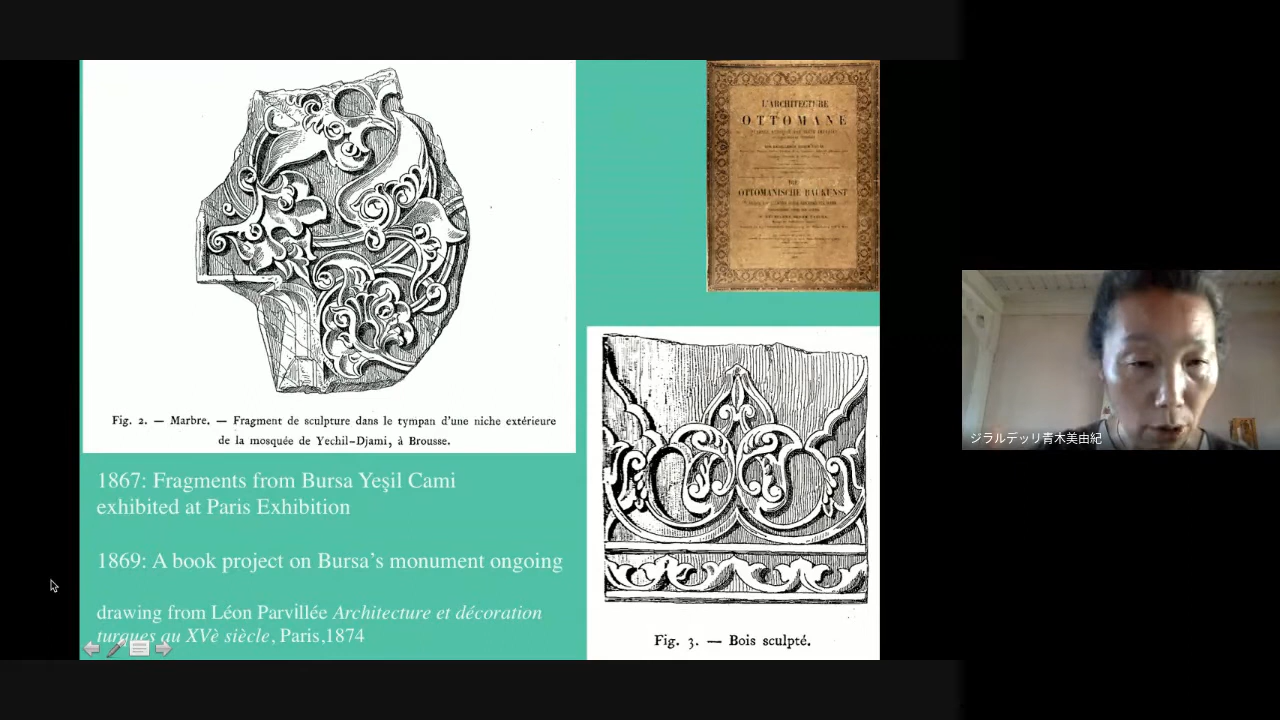 Fig. 2. — Marbre. — Fragment de sculpture dans le tympan d'une niche extérieure
de la mosquée de Yechil-Djami, à Brousse.
1867: Fragments from Bursa Yeşil Cami
exhibited at Paris Exhibition
1869: A book project on Bursa's monument ongoing
drawing from Léon Parvillée Architecture et décoration
turques au XVè siècle, Paris,1874
L'ARCHITECTURE
OTTOMANE
DIE
OTTOMANISCHE BAUKUNST
Fig. 3. — Bois sculpté.
ジラルデッリ青木美由紀